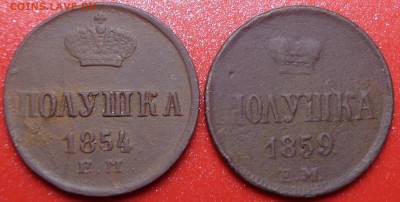 COINS.LAVE.RU
ПОЛУШКА
1854
Е.М.
ПОЛУШКА
1859
Е.М.